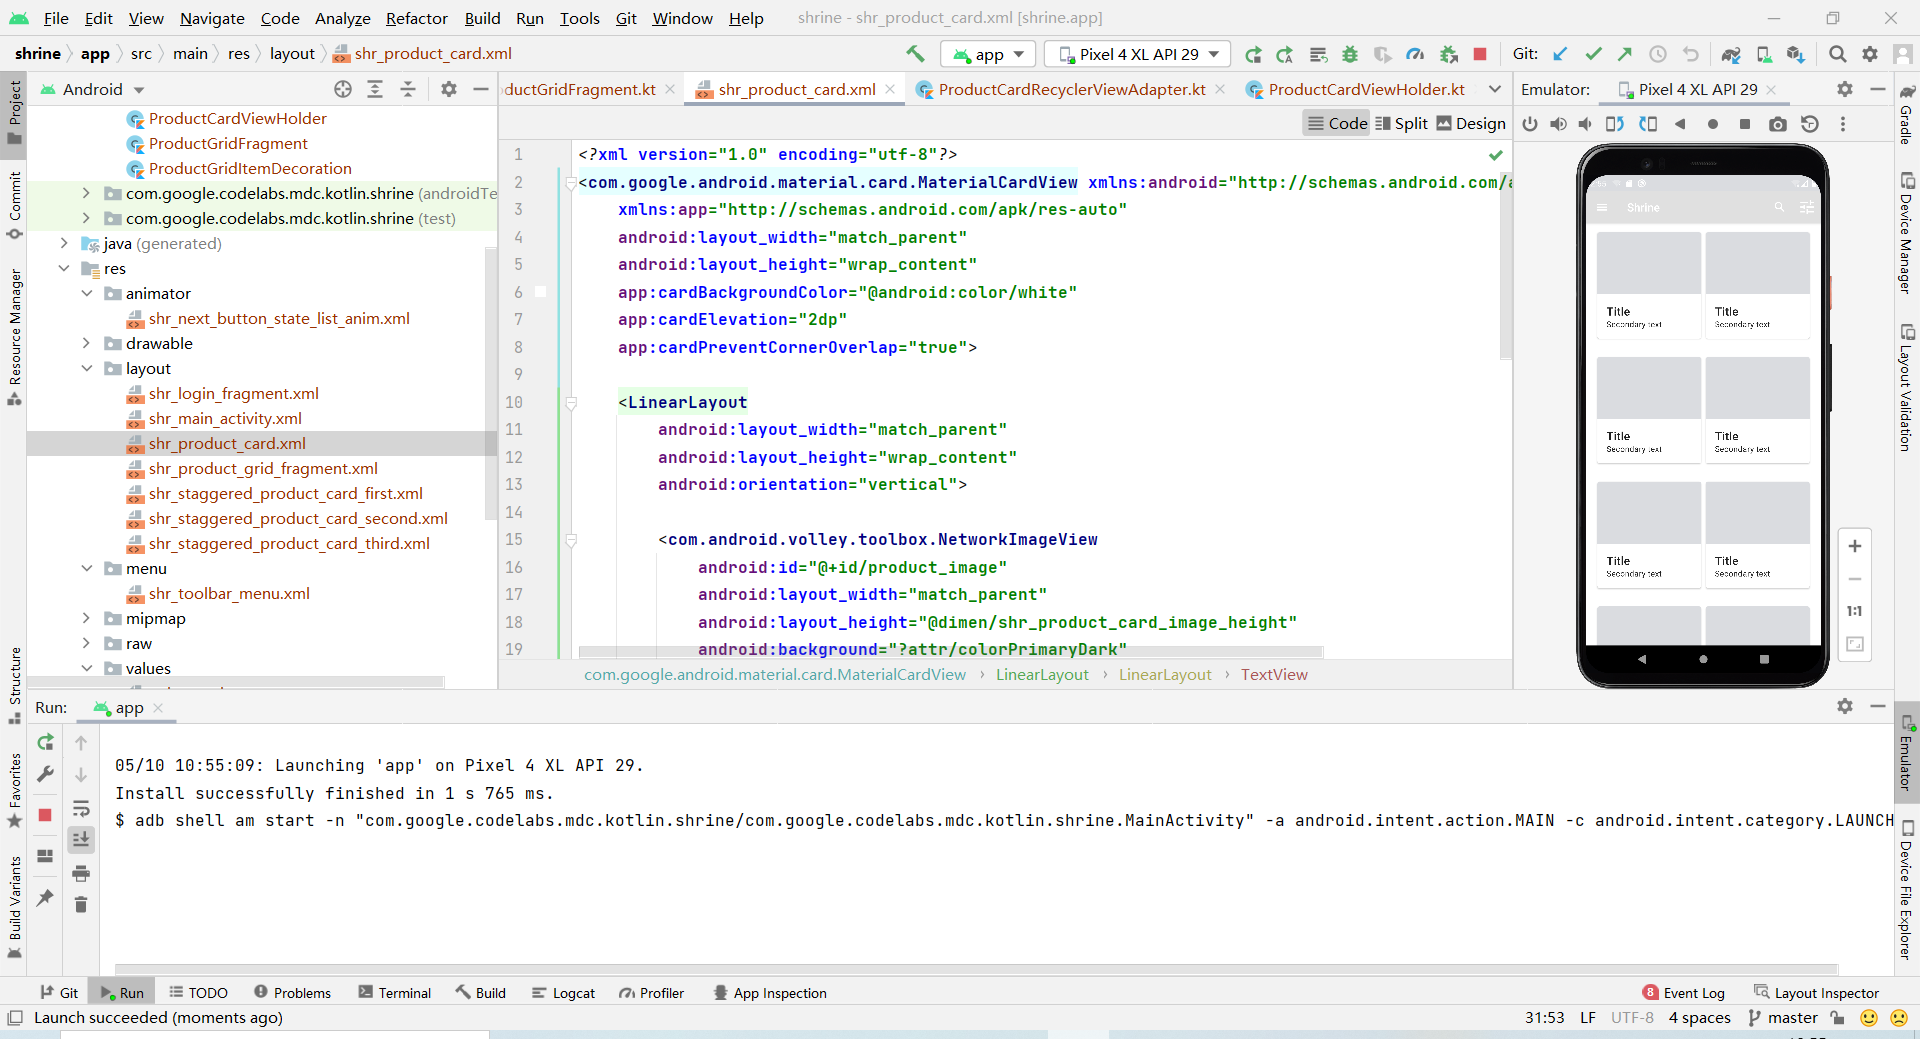 File Edit View Navigate Code Analyze Refactor Build Run Tools Git Window Help shrine - shr_product_card.xml [shrine.app]
shrine app src main res layout shr_product_card.xml app Pixel 4 XL API 29 Git:
Android
ductGridFragment.kt shr_product_card.xml ProductCardRecyclerViewAdapter.kt ProductCardViewHolder.kt
Emulator: Pixel 4 XL API 29
Code Split Design
Project
Commit
Resource Manager
Structure
Favorites
Build Variants
ProductCardViewHolder
ProductGridFragment
ProductGridItemDecoration
com.google.codelabs.mdc.kotlin.shrine (androidTe
com.google.codelabs.mdc.kotlin.shrine (test)
java (generated)
res
animator
shr_next_button_state_list_anim.xml
drawable
layout
shr_login_fragment.xml
shr_main_activity.xml
shr_product_card.xml
shr_product_grid_fragment.xml
shr_staggered_product_card_first.xml
shr_staggered_product_card_second.xml
shr_staggered_product_card_third.xml
menu
shr_toolbar_menu.xml
mipmap
raw
values
1 <?xml version="1.0" encoding="utf-8"?>
2 <com.google.android.material.card.MaterialCardView xmlns:android="http://schemas.android.com/a
3 xmlns:app="http://schemas.android.com/apk/res-auto"
4 android:layout_width="match_parent"
5 android:layout_height="wrap_content"
6 app:cardBackgroundColor="@android:color/white"
7 app:cardElevation="2dp"
8 app:cardPreventCornerOverlap="true">
9
10 <LinearLayout
11 android:layout_width="match_parent"
12 android:layout_height="wrap_content"
13 android:orientation="vertical">
14
15 <com.android.volley.toolbox.NetworkImageView
16 android:id="@+id/product_image"
17 android:layout_width="match_parent"
18 android:layout_height="@dimen/shr_product_card_image_height"
19 android:background="?attr/colorPrimaryDark"
com.google.android.material.card.MaterialCardView › LinearLayout › LinearLayout › TextView
Shrine
Title Title
Secondary text Secondary text
Title Title
Secondary text Secondary text
Title Title
Secondary text Secondary text
1:1
Gradle
Device Manager
Layout Validation
Emulator
Device File Explorer
Run: app
05/10 10:55:09: Launching 'app' on Pixel 4 XL API 29.
Install successfully finished in 1 s 765 ms.
$ adb shell am start -n "com.google.codelabs.mdc.kotlin.shrine/com.google.codelabs.mdc.kotlin.shrine.MainActivity" -a android.intent.action.MAIN -c android.intent.category.LAUNCH
Git Run TODO Problems Terminal Build Logcat Profiler App Inspection 8 Event Log Layout Inspector
Launch succeeded (moments ago) 31:53 LF UTF-8 4 spaces master